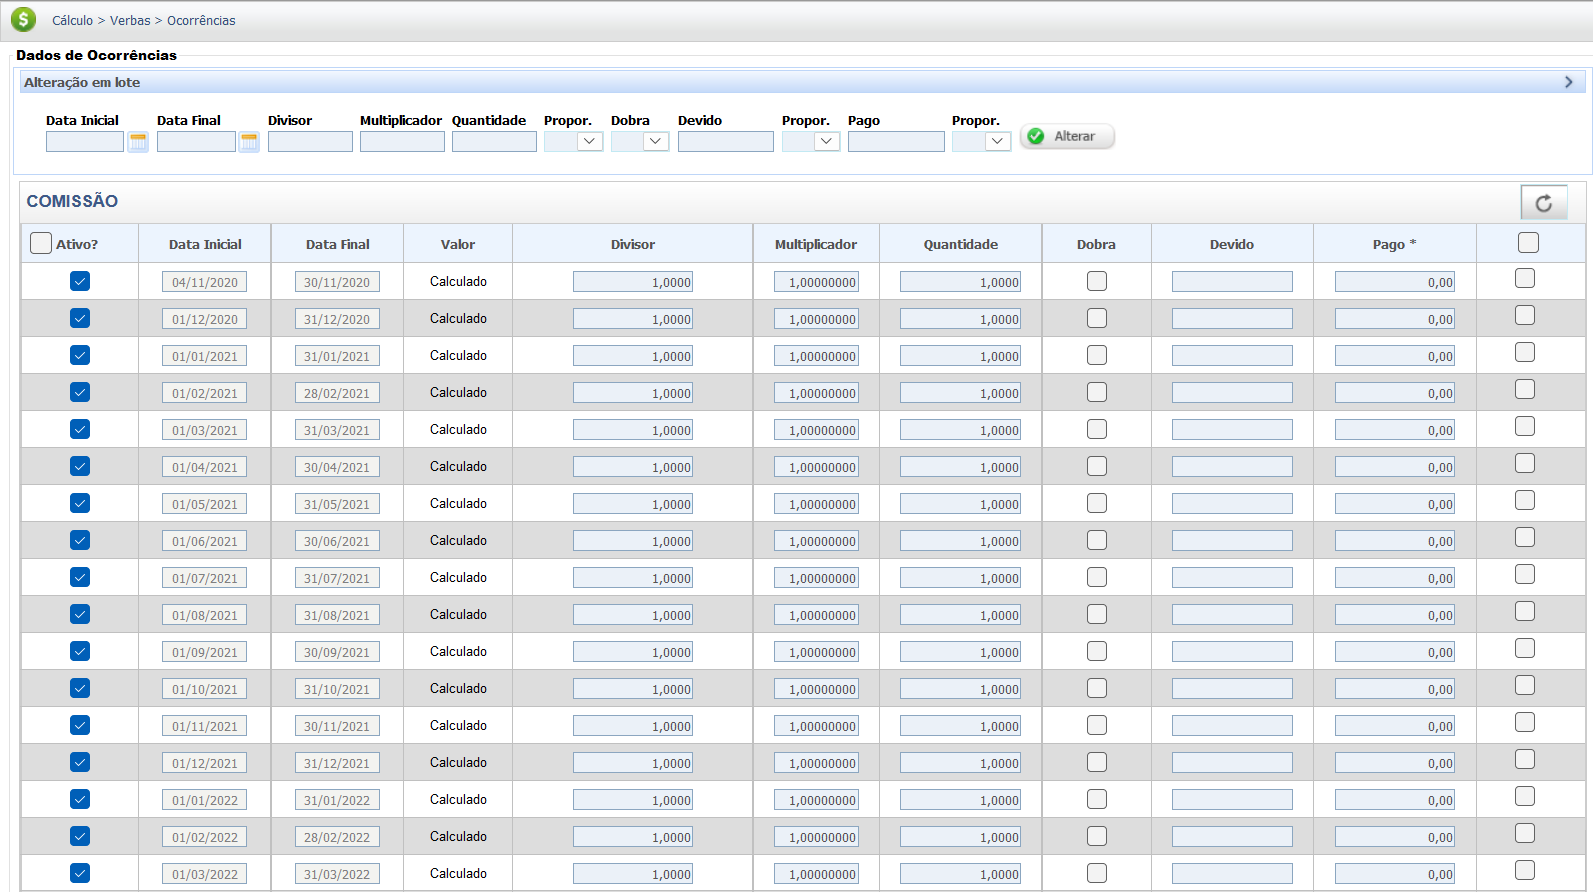 Cálculo > Verbas > Ocorrências
Dados de Ocorrências
Alteração em lote
Data Inicial Data Final Divisor Multiplicador Quantidade Propor. Dobra Devido Propor. Pago Propor.
Alterar
COMISSÃO
Ativo? Data Inicial Data Final Valor Divisor Multiplicador Quantidade Dobra Devido Pago *
04/11/2020 30/11/2020 Calculado 1,0000 1,00000000 1,0000 0,00
01/12/2020 31/12/2020 Calculado 1,0000 1,00000000 1,0000 0,00
01/01/2021 31/01/2021 Calculado 1,0000 1,00000000 1,0000 0,00
01/02/2021 28/02/2021 Calculado 1,0000 1,00000000 1,0000 0,00
01/03/2021 31/03/2021 Calculado 1,0000 1,00000000 1,0000 0,00
01/04/2021 30/04/2021 Calculado 1,0000 1,00000000 1,0000 0,00
01/05/2021 31/05/2021 Calculado 1,0000 1,00000000 1,0000 0,00
01/06/2021 30/06/2021 Calculado 1,0000 1,00000000 1,0000 0,00
01/07/2021 31/07/2021 Calculado 1,0000 1,00000000 1,0000 0,00
01/08/2021 31/08/2021 Calculado 1,0000 1,00000000 1,0000 0,00
01/09/2021 30/09/2021 Calculado 1,0000 1,00000000 1,0000 0,00
01/10/2021 31/10/2021 Calculado 1,0000 1,00000000 1,0000 0,00
01/11/2021 30/11/2021 Calculado 1,0000 1,00000000 1,0000 0,00
01/12/2021 31/12/2021 Calculado 1,0000 1,00000000 1,0000 0,00
01/01/2022 31/01/2022 Calculado 1,0000 1,00000000 1,0000 0,00
01/02/2022 28/02/2022 Calculado 1,0000 1,00000000 1,0000 0,00
01/03/2022 31/03/2022 Calculado 1,0000 1,00000000 1,0000 0,00